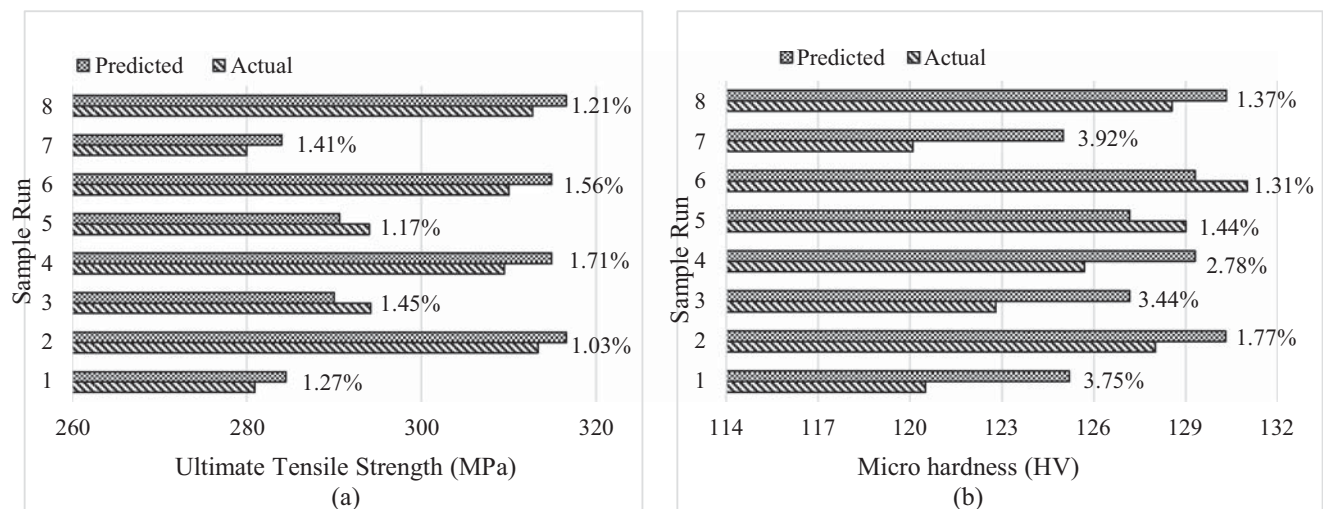 Predicted Actual
8 1.21%
7 1.41%
6 1.56%
5 1.17%
4 1.71%
3 1.45%
2 1.03%
1 1.27%
Sample Run
260 280 300 320
Ultimate Tensile Strength (MPa)
(a)
Predicted Actual
8 1.37%
7 3.92%
6 1.31%
5 1.44%
4 2.78%
3 3.44%
2 1.77%
1 3.75%
Sample Run
114 117 120 123 126 129 132
Micro hardness (HV)
(b)